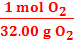 1 mol O₂
32.00 g O₂